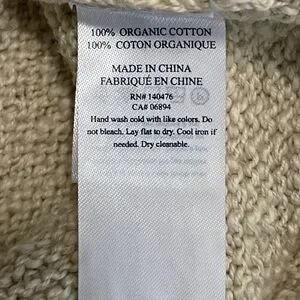 100% ORGANIC COTTON
100% COTON ORGANIQUE
MADE IN CHINA
FABRIQUÉ EN CHINE
RN# 140476
CA# 06894
Hand wash cold with like colors. Do
not bleach. Lay flat to dry. Cool iron if
needed. Dry cleanable.